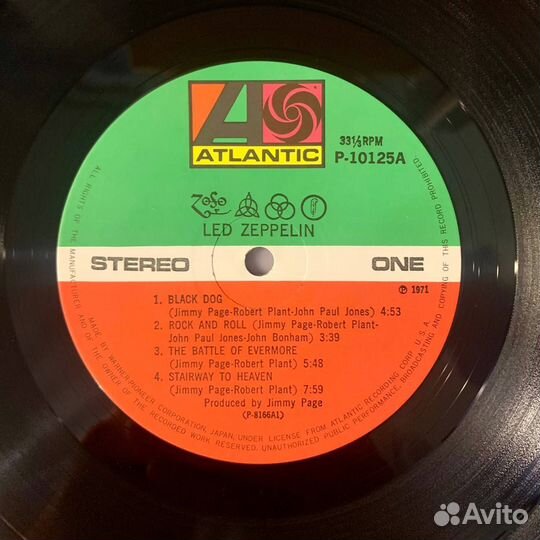 ATLANTIC
33⅓RPM
P-10125A
ZoSo
LED ZEPPELIN
STEREO
ONE
℗ 1971
1. BLACK DOG
(Jimmy Page-Robert Plant-John Paul Jones) 4:53
2. ROCK AND ROLL (Jimmy Page-Robert Plant-
John Paul Jones-John Bonham) 3:39
3. THE BATTLE OF EVERMORE
(Jimmy Page-Robert Plant) 5:48
4. STAIRWAY TO HEAVEN
(Jimmy Page-Robert Plant) 7:59
Produced by Jimmy Page
(P-8166A1)
ALL RIGHTS OF THE MANUFACTURER AND OF THE OWNER OF THE RECORDED WORK RESERVED. UNAUTHORIZED PUBLIC PERFORMANCE, BROADCASTING AND COPYING OF THIS RECORD PROHIBITED.
MADE BY WARNER-PIONEER CORPORATION, JAPAN, UNDER LICENSE FROM ATLANTIC RECORDING CORP. U.S.A.
Avito